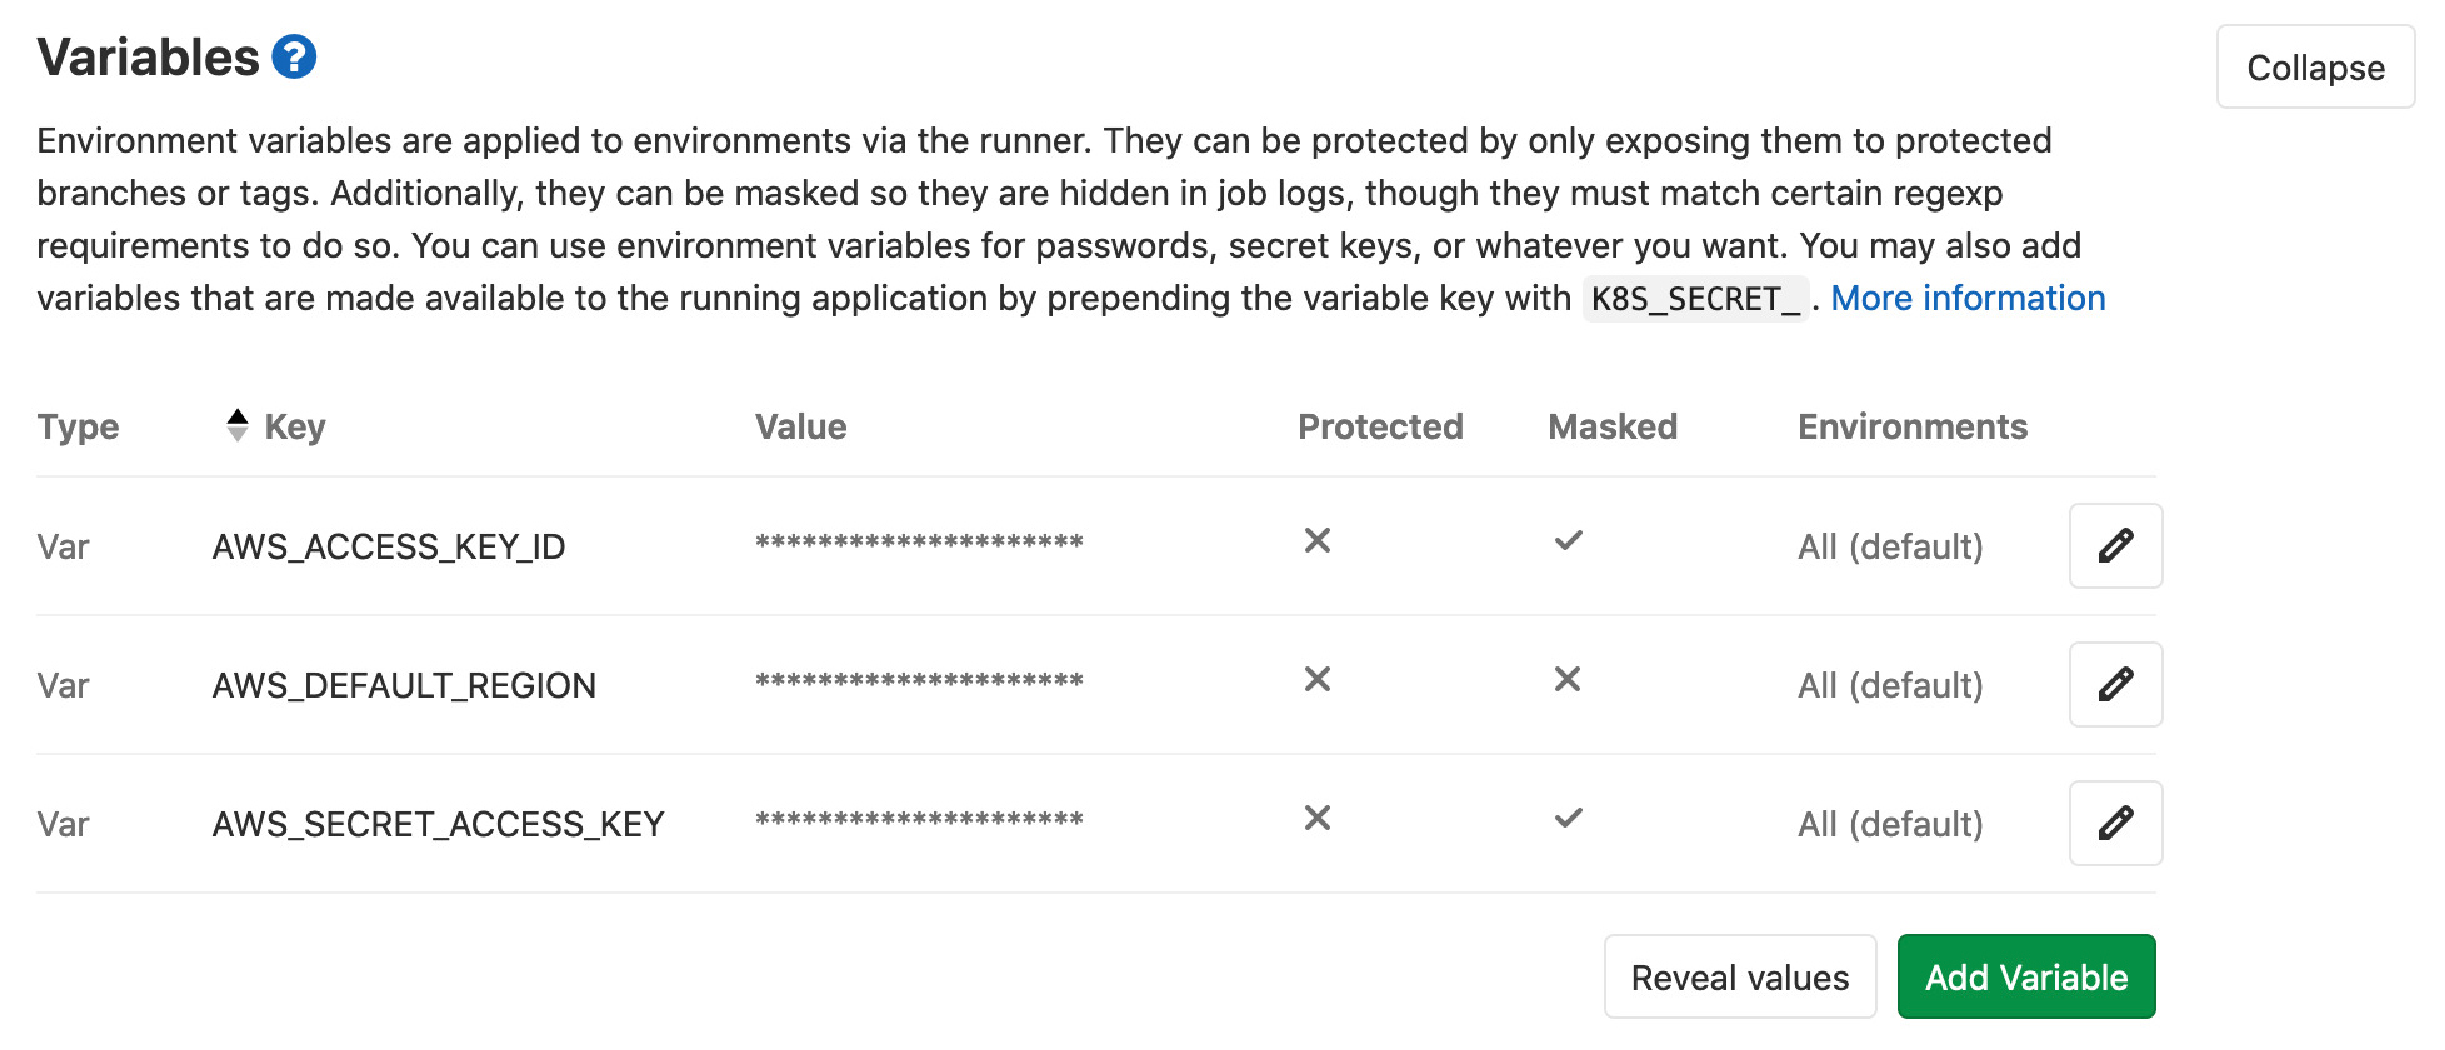 Variables ?
Collapse
Environment variables are applied to environments via the runner. They can be protected by only exposing them to protected
branches or tags. Additionally, they can be masked so they are hidden in job logs, though they must match certain regexp
requirements to do so. You can use environment variables for passwords, secret keys, or whatever you want. You may also add
variables that are made available to the running application by prepending the variable key with K8S_SECRET_ . More information
Type Key Value Protected Masked Environments
Var AWS_ACCESS_KEY_ID ********************* ✕ ✓ All (default)
Var AWS_DEFAULT_REGION ********************* ✕ ✕ All (default)
Var AWS_SECRET_ACCESS_KEY ********************* ✕ ✓ All (default)
Reveal values Add Variable